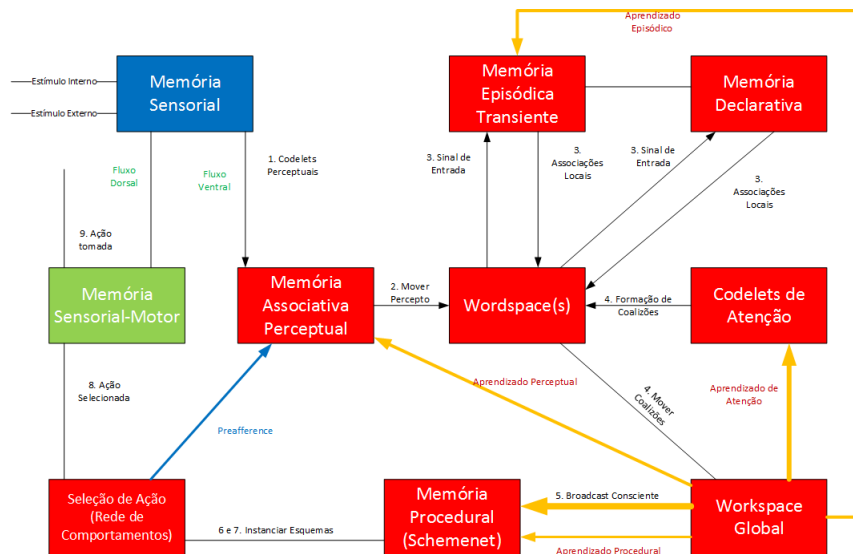 Aprendizado
Episódico
Memória
Sensorial
Memória
Episódica
Transiente
Memória
Declarativa
Estímulo Interno
Estímulo Externo
Fluxo
Dorsal
Fluxo
Ventral
1. Codelets
Perceptuais
3. Sinal de
Entrada
3.
Associações
Locais
3. Sinal de
Entrada
3.
Associações
Locais
9. Ação
tomada
Memória
Sensorial-Motor
Memória
Associativa
Perceptual
2. Mover
Percepto
Wordspace(s)
4. Formação de
Coalizões
Codelets de
Atenção
8. Ação
Selecionada
Preafference
Aprendizado Perceptual
4. Mover
Coalizões
Aprendizado de
Atenção
Seleção de Ação
(Rede de
Comportamentos)
6 e 7. Instanciar Esquemas
Memória
Procedural
(Schemenet)
5. Broadcast Consciente
Aprendizado Procedural
Workspace
Global